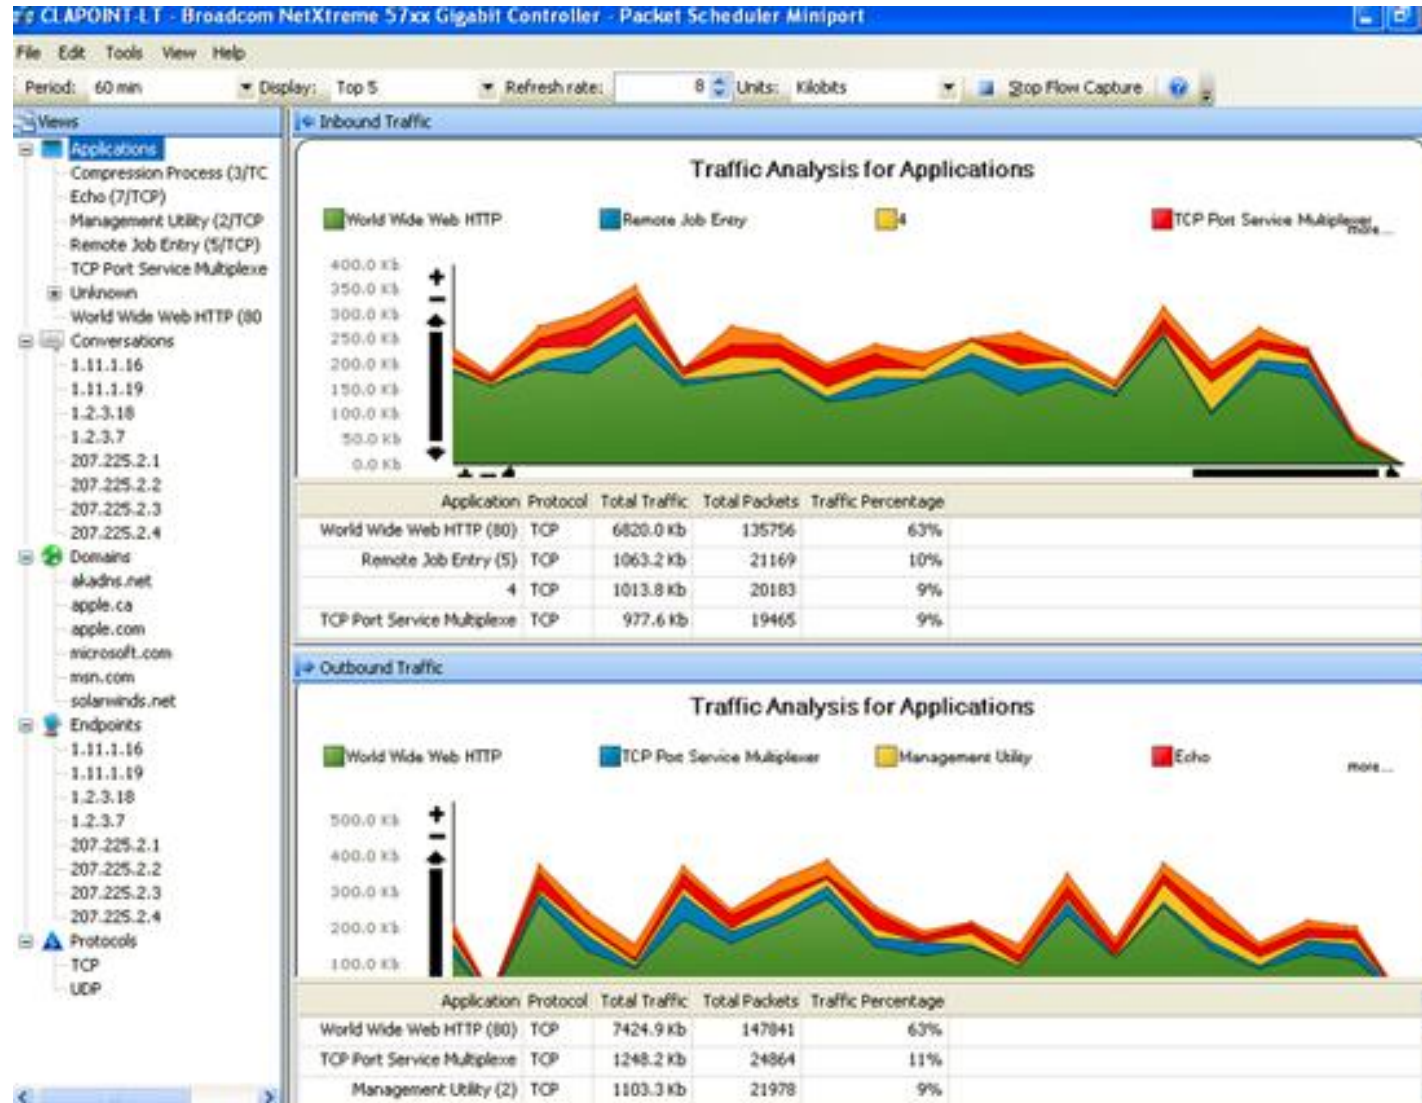 CLAPOINT-LT - Broadcom NetXtreme 57xx Gigabit Controller - Packet Scheduler Miniport
File Edit Tools View Help
Period: 60 min Display: Top 5 Refresh rate: 8 Units: Kilobits Stop Flow Capture
Views
Applications
Compression Process (3/TC
Echo (7/TCP)
Management Utility (2/TCP
Remote Job Entry (5/TCP)
TCP Port Service Multiplexe
Unknown
World Wide Web HTTP (80
Conversations
1.11.1.16
1.11.1.19
1.2.3.18
1.2.3.7
207.225.2.1
207.225.2.2
207.225.2.3
207.225.2.4
Domains
akadns.net
apple.ca
apple.com
microsoft.com
msn.com
solarwinds.net
Endpoints
1.11.1.16
1.11.1.19
1.2.3.18
1.2.3.7
207.225.2.1
207.225.2.2
207.225.2.3
207.225.2.4
Protocols
TCP
UDP
Inbound Traffic
Traffic Analysis for Applications
World Wide Web HTTP Remote Job Entry 4 TCP Port Service Multiplexer
more...
400.0 Kb
350.0 Kb
300.0 Kb
250.0 Kb
200.0 Kb
150.0 Kb
100.0 Kb
50.0 Kb
0.0 Kb
Application Protocol Total Traffic Total Packets Traffic Percentage
World Wide Web HTTP (80) TCP 6820.0 Kb 135756 63%
Remote Job Entry (5) TCP 1063.2 Kb 21169 10%
4 TCP 1013.8 Kb 20183 9%
TCP Port Service Multiplexe TCP 977.6 Kb 19465 9%
Outbound Traffic
Traffic Analysis for Applications
World Wide Web HTTP TCP Port Service Multiplexer Management Utility Echo
more...
500.0 Kb
400.0 Kb
300.0 Kb
200.0 Kb
100.0 Kb
Application Protocol Total Traffic Total Packets Traffic Percentage
World Wide Web HTTP (80) TCP 7424.9 Kb 147841 63%
TCP Port Service Multiplexe TCP 1248.2 Kb 24864 11%
Management Utility (2) TCP 1103.3 Kb 21978 9%